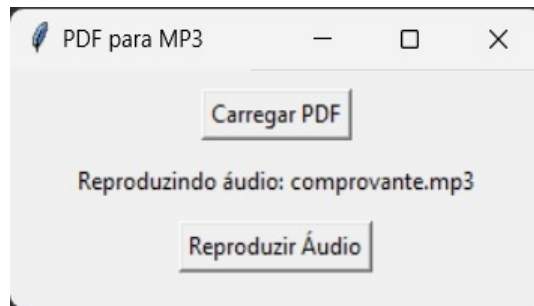 PDF para MP3
Carregar PDF
Reproduzindo áudio: comprovante.mp3
Reproduzir Áudio